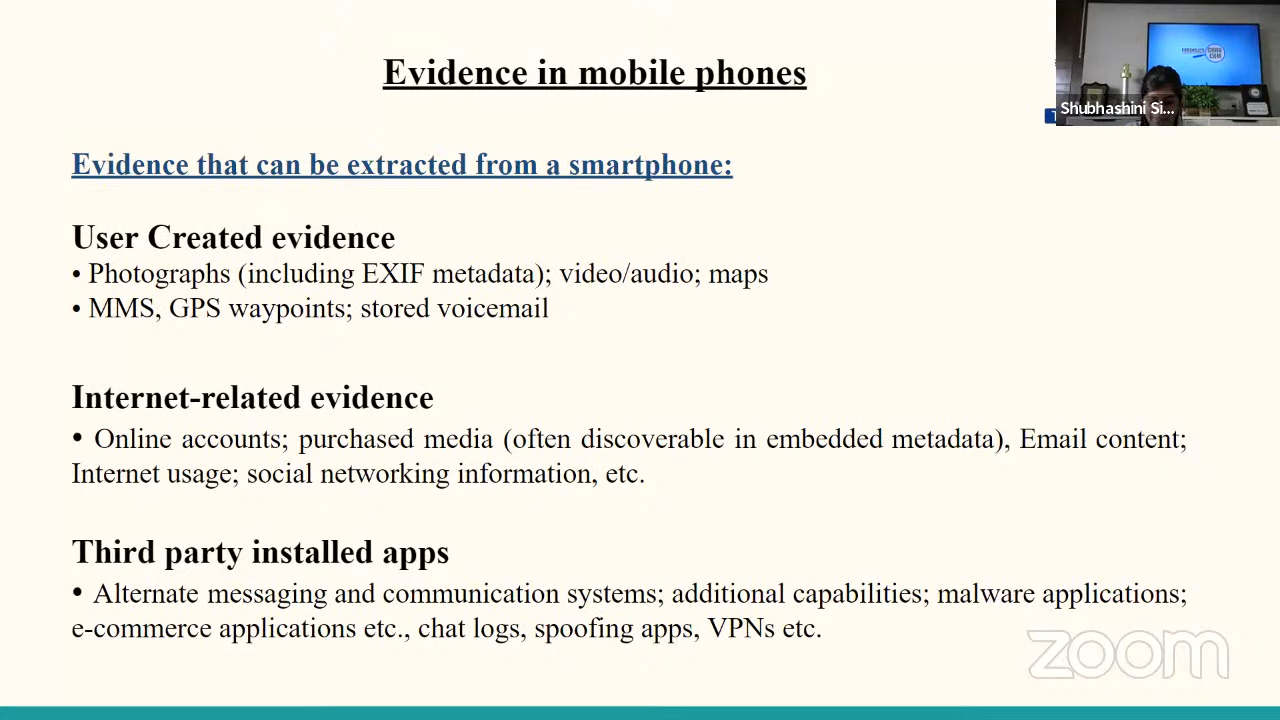 Evidence in mobile phones
Shubhashini Si...
Evidence that can be extracted from a smartphone:
User Created evidence
• Photographs (including EXIF metadata); video/audio; maps
• MMS, GPS waypoints; stored voicemail
Internet-related evidence
• Online accounts; purchased media (often discoverable in embedded metadata), Email content;
Internet usage; social networking information, etc.
Third party installed apps
• Alternate messaging and communication systems; additional capabilities; malware applications;
e-commerce applications etc., chat logs, spoofing apps, VPNs etc.
zoom